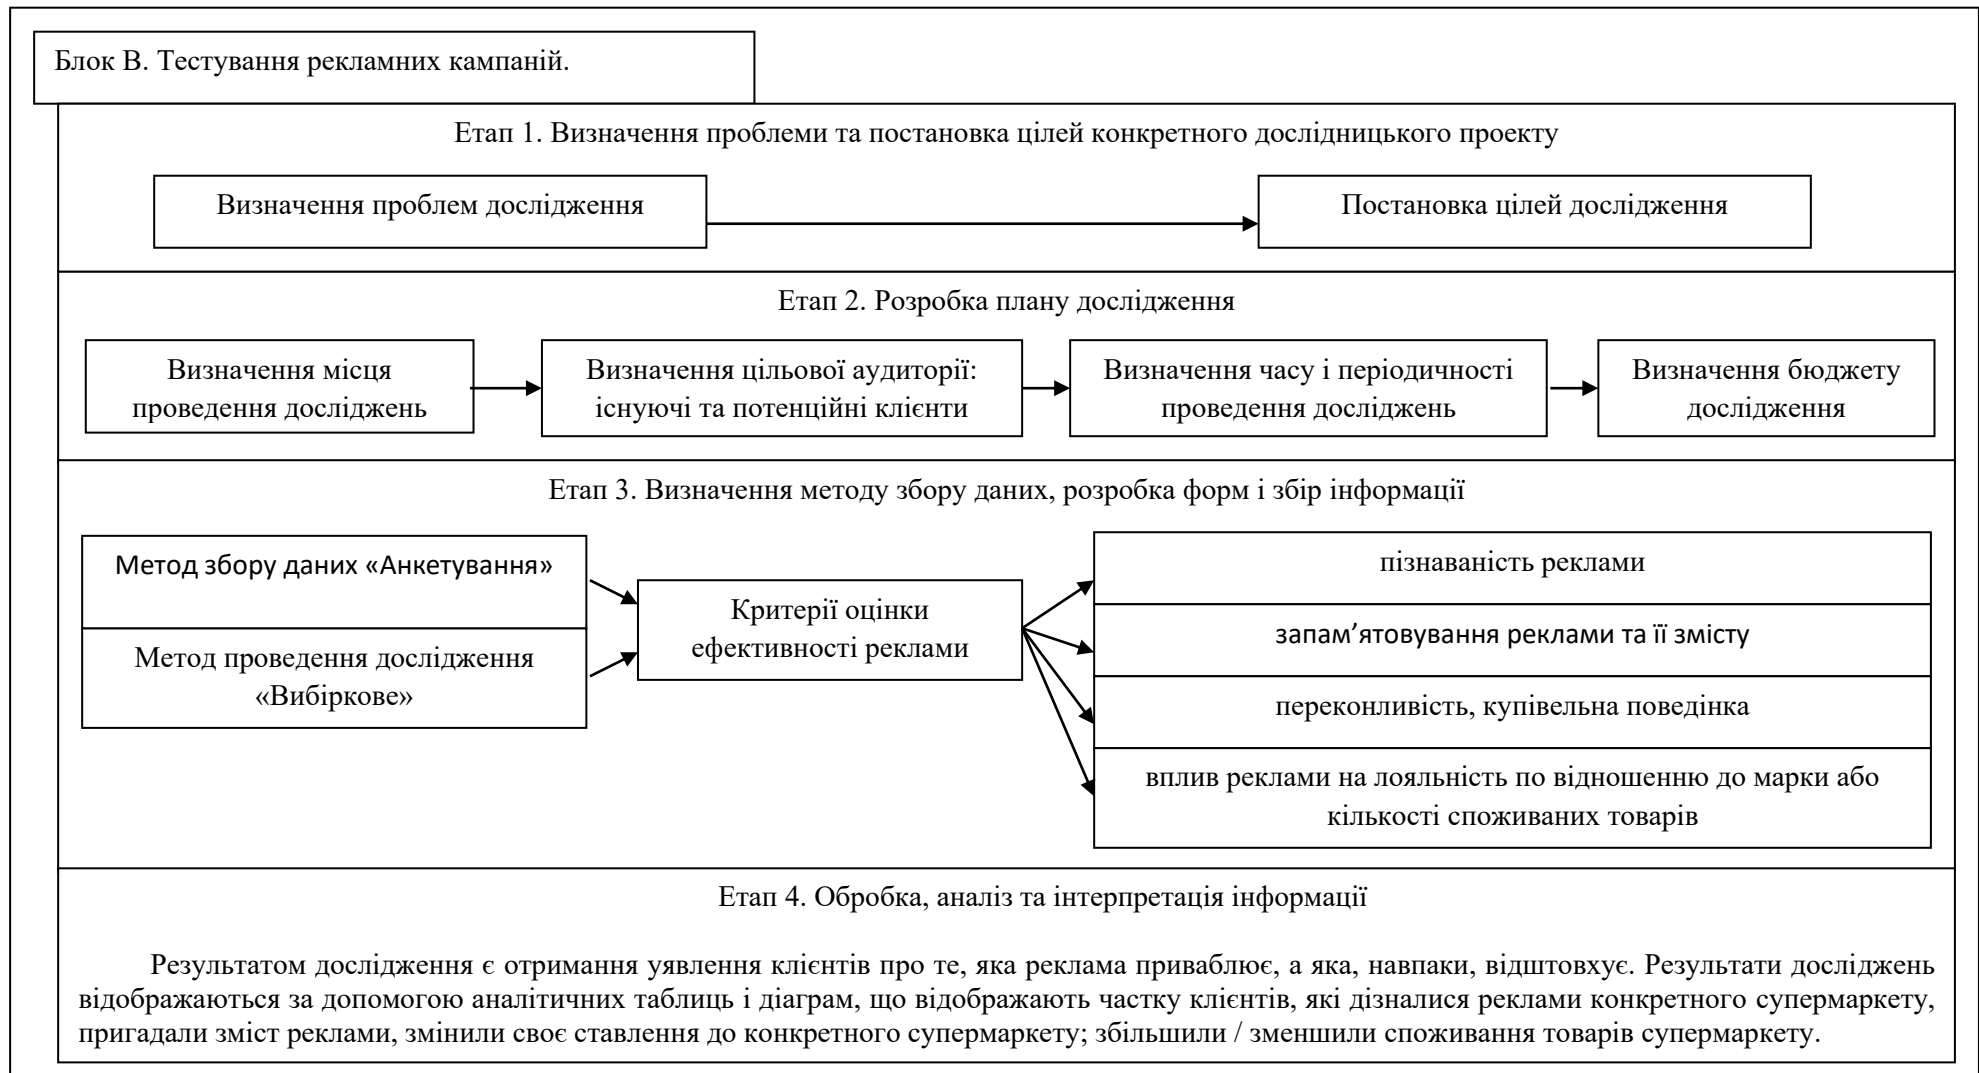 Блок В. Тестування рекламних кампаній.
Етап 1. Визначення проблеми та постановка цілей конкретного дослідницького проекту
Визначення проблем дослідження
Постановка цілей дослідження
Етап 2. Розробка плану дослідження
Визначення місця
проведення досліджень
Визначення цільової аудиторії:
існуючі та потенційні клієнти
Визначення часу і періодичності
проведення досліджень
Визначення бюджету
дослідження
Етап 3. Визначення методу збору даних, розробка форм і збір інформації
Метод збору даних «Анкетування»
Метод проведення дослідження
«Вибіркове»
Критерії оцінки
ефективності реклами
пізнаваність реклами
запам’ятовування реклами та її змісту
переконливість, купівельна поведінка
вплив реклами на лояльність по відношенню до марки або
кількості споживаних товарів
Етап 4. Обробка, аналіз та інтерпретація інформації
Результатом дослідження є отримання уявлення клієнтів про те, яка реклама приваблює, а яка, навпаки, відштовхує. Результати досліджень
відображаються за допомогою аналітичних таблиць і діаграм, що відображають частку клієнтів, які дізналися реклами конкретного супермаркету,
пригадали зміст реклами, змінили своє ставлення до конкретного супермаркету; збільшили / зменшили споживання товарів супермаркету.